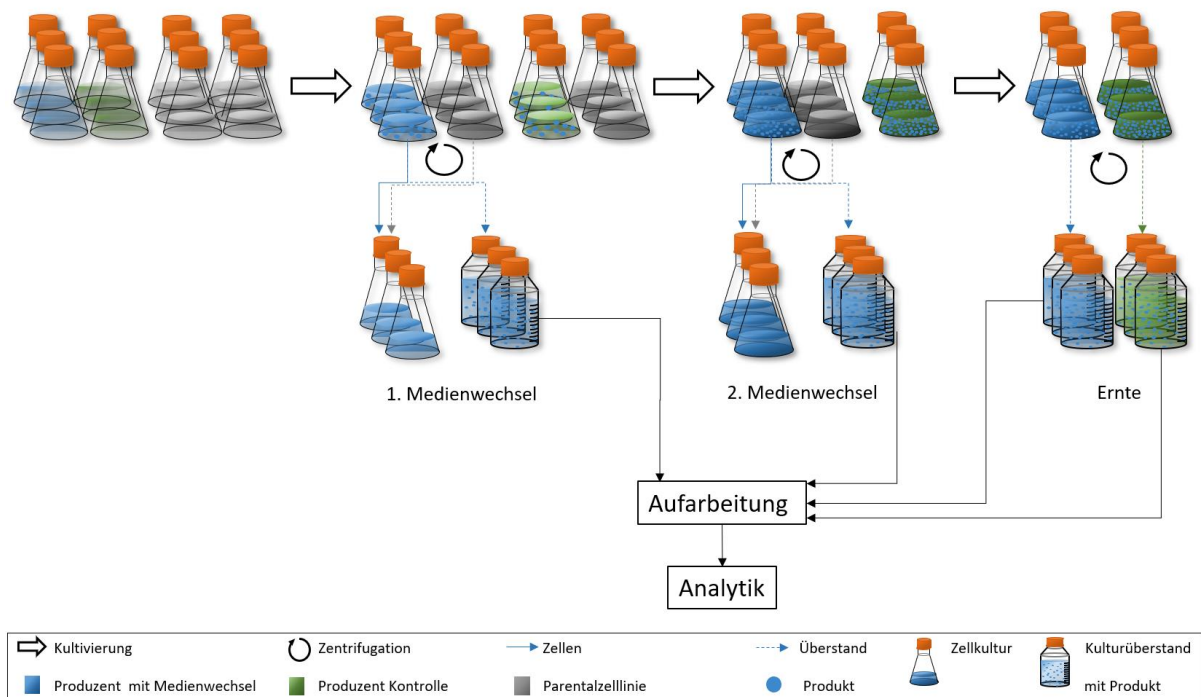 1. Medienwechsel
2. Medienwechsel
Ernte
Aufarbeitung
Analytik
Kultivierung
Zentrifugation
Zellen
Überstand
Zellkultur
Kulturüberstand
mit Produkt
Produzent mit Medienwechsel
Produzent Kontrolle
Parentalzelllinie
Produkt